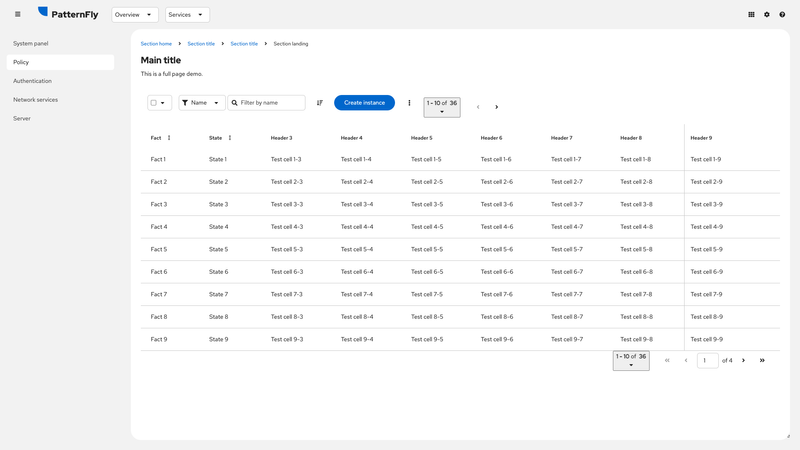 PatternFly Overview Services
System panel
Policy
Authentication
Network services
Server
Section home Section title Section title Section landing
Main title
This is a full page demo.
Name Filter by name Create instance 1 - 10 of 36
Fact State Header 3 Header 4 Header 5 Header 6 Header 7 Header 8 Header 9
Fact 1 State 1 Test cell 1-3 Test cell 1-4 Test cell 1-5 Test cell 1-6 Test cell 1-7 Test cell 1-8 Test cell 1-9
Fact 2 State 2 Test cell 2-3 Test cell 2-4 Test cell 2-5 Test cell 2-6 Test cell 2-7 Test cell 2-8 Test cell 2-9
Fact 3 State 3 Test cell 3-3 Test cell 3-4 Test cell 3-5 Test cell 3-6 Test cell 3-7 Test cell 3-8 Test cell 3-9
Fact 4 State 4 Test cell 4-3 Test cell 4-4 Test cell 4-5 Test cell 4-6 Test cell 4-7 Test cell 4-8 Test cell 4-9
Fact 5 State 5 Test cell 5-3 Test cell 5-4 Test cell 5-5 Test cell 5-6 Test cell 5-7 Test cell 5-8 Test cell 5-9
Fact 6 State 6 Test cell 6-3 Test cell 6-4 Test cell 6-5 Test cell 6-6 Test cell 6-7 Test cell 6-8 Test cell 6-9
Fact 7 State 7 Test cell 7-3 Test cell 7-4 Test cell 7-5 Test cell 7-6 Test cell 7-7 Test cell 7-8 Test cell 7-9
Fact 8 State 8 Test cell 8-3 Test cell 8-4 Test cell 8-5 Test cell 8-6 Test cell 8-7 Test cell 8-8 Test cell 8-9
Fact 9 State 9 Test cell 9-3 Test cell 9-4 Test cell 9-5 Test cell 9-6 Test cell 9-7 Test cell 9-8 Test cell 9-9
1 - 10 of 36 1 of 4